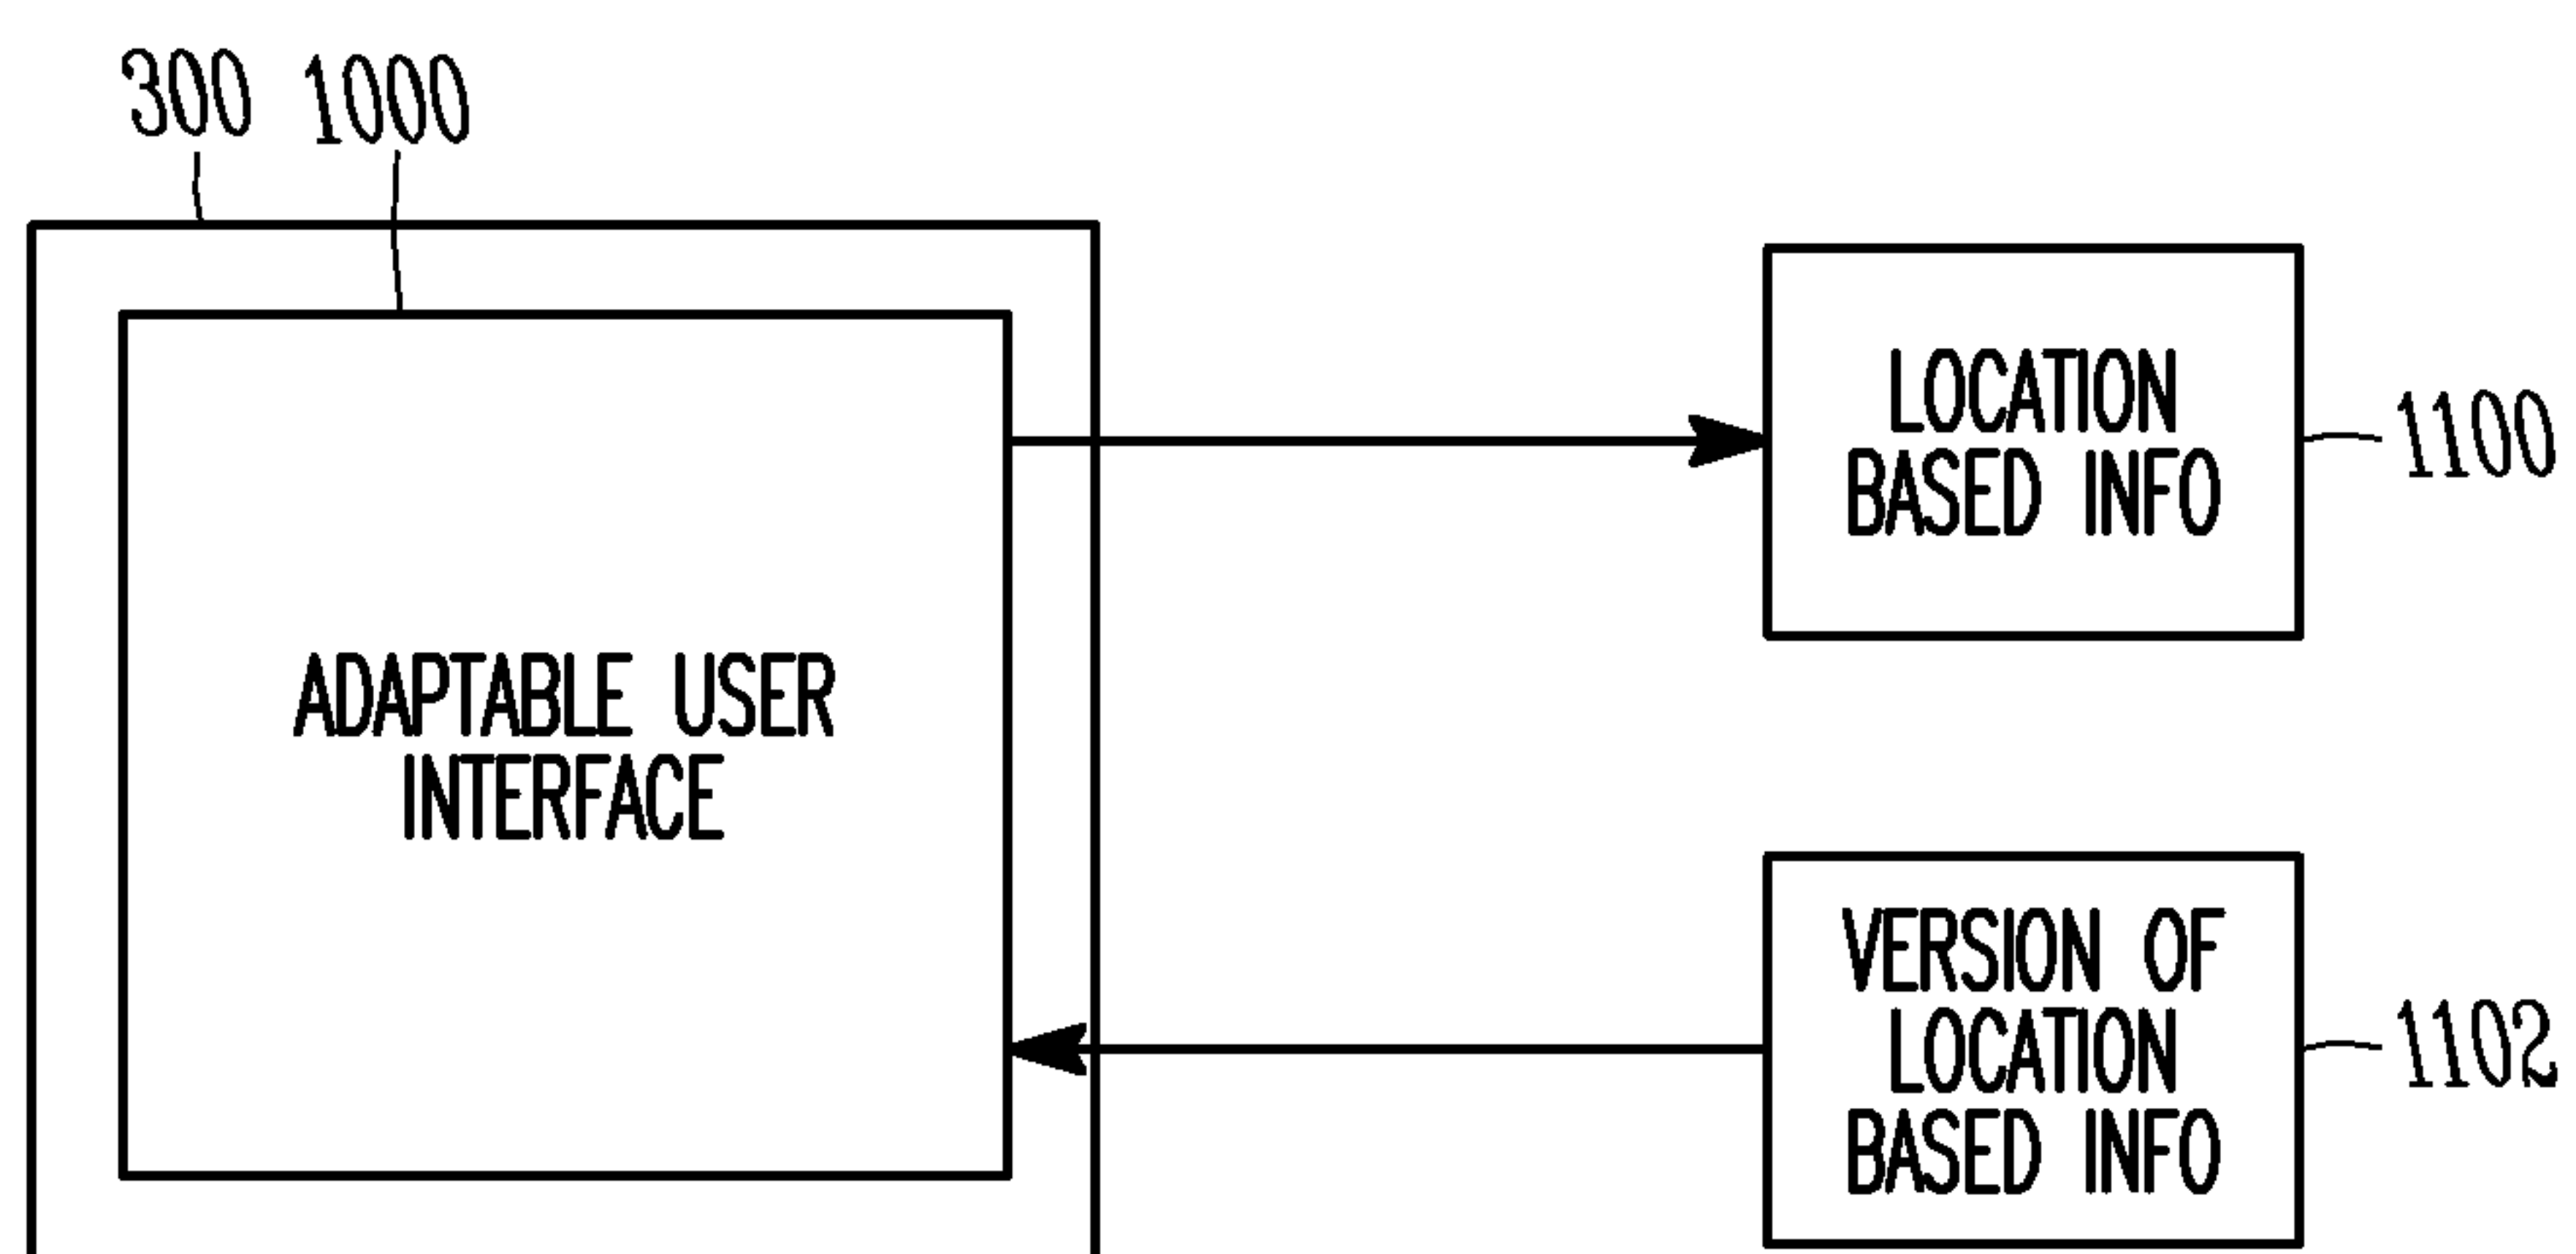 300 1000
LOCATION
BASED INFO
1100
ADAPTABLE USER
INTERFACE
VERSION OF
LOCATION
BASED INFO
1102